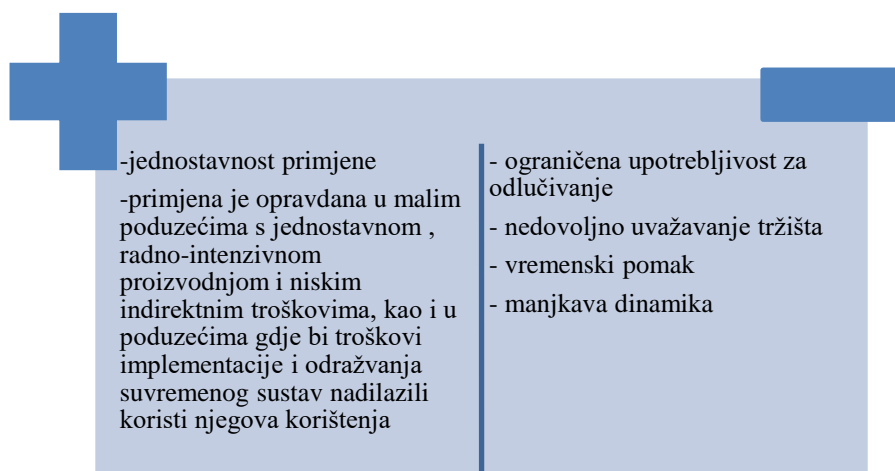 -jednostavnost primjene
-primjena je opravdana u malim
poduzećima s jednostavnom ,
radno-intenzivnom
proizvodnjom i niskim
indirektnim troškovima, kao i u
poduzećima gdje bi troškovi
implementacije i odražvanja
suvremenog sustav nadilazili
koristi njegova korištenja
- ograničena upotrebljivost za
odlučivanje
- nedovoljno uvažavanje tržišta
- vremenski pomak
- manjkava dinamika